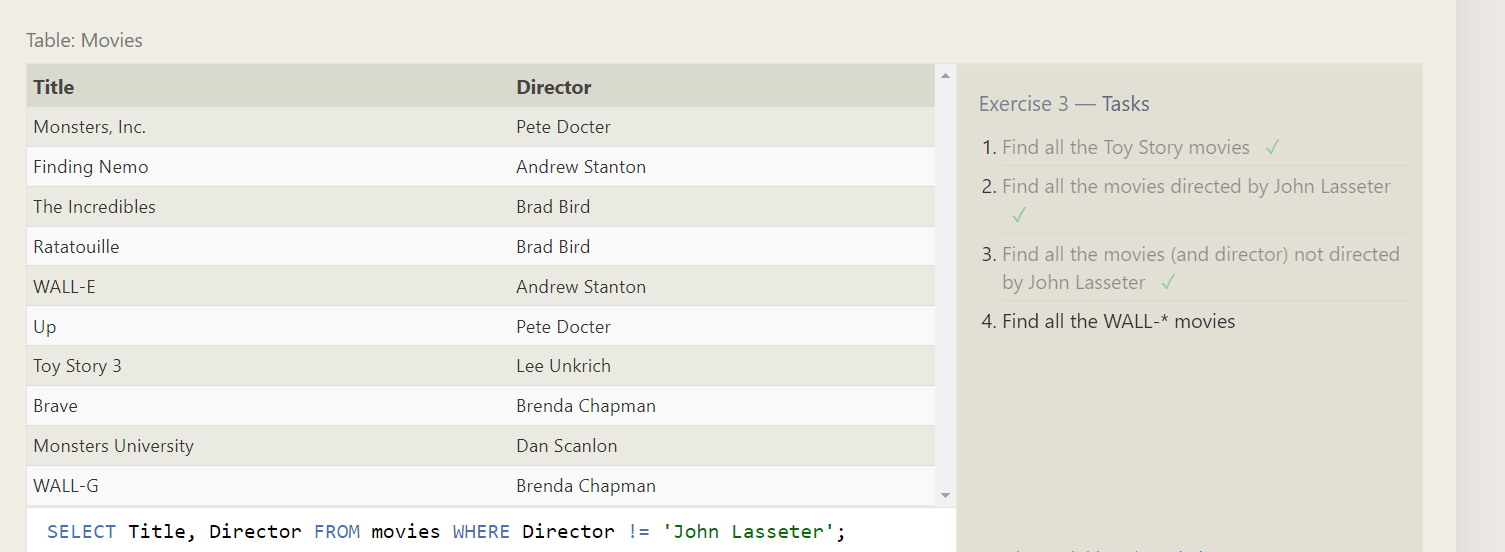 Table: Movies
Title Director
Monsters, Inc. Pete Docter
Finding Nemo Andrew Stanton
The Incredibles Brad Bird
Ratatouille Brad Bird
WALL-E Andrew Stanton
Up Pete Docter
Toy Story 3 Lee Unkrich
Brave Brenda Chapman
Monsters University Dan Scanlon
WALL-G Brenda Chapman
SELECT Title, Director FROM movies WHERE Director != 'John Lasseter';
Exercise 3 — Tasks
1. Find all the Toy Story movies ✓
2. Find all the movies directed by John Lasseter
✓
3. Find all the movies (and director) not directed
by John Lasseter ✓
4. Find all the WALL-* movies